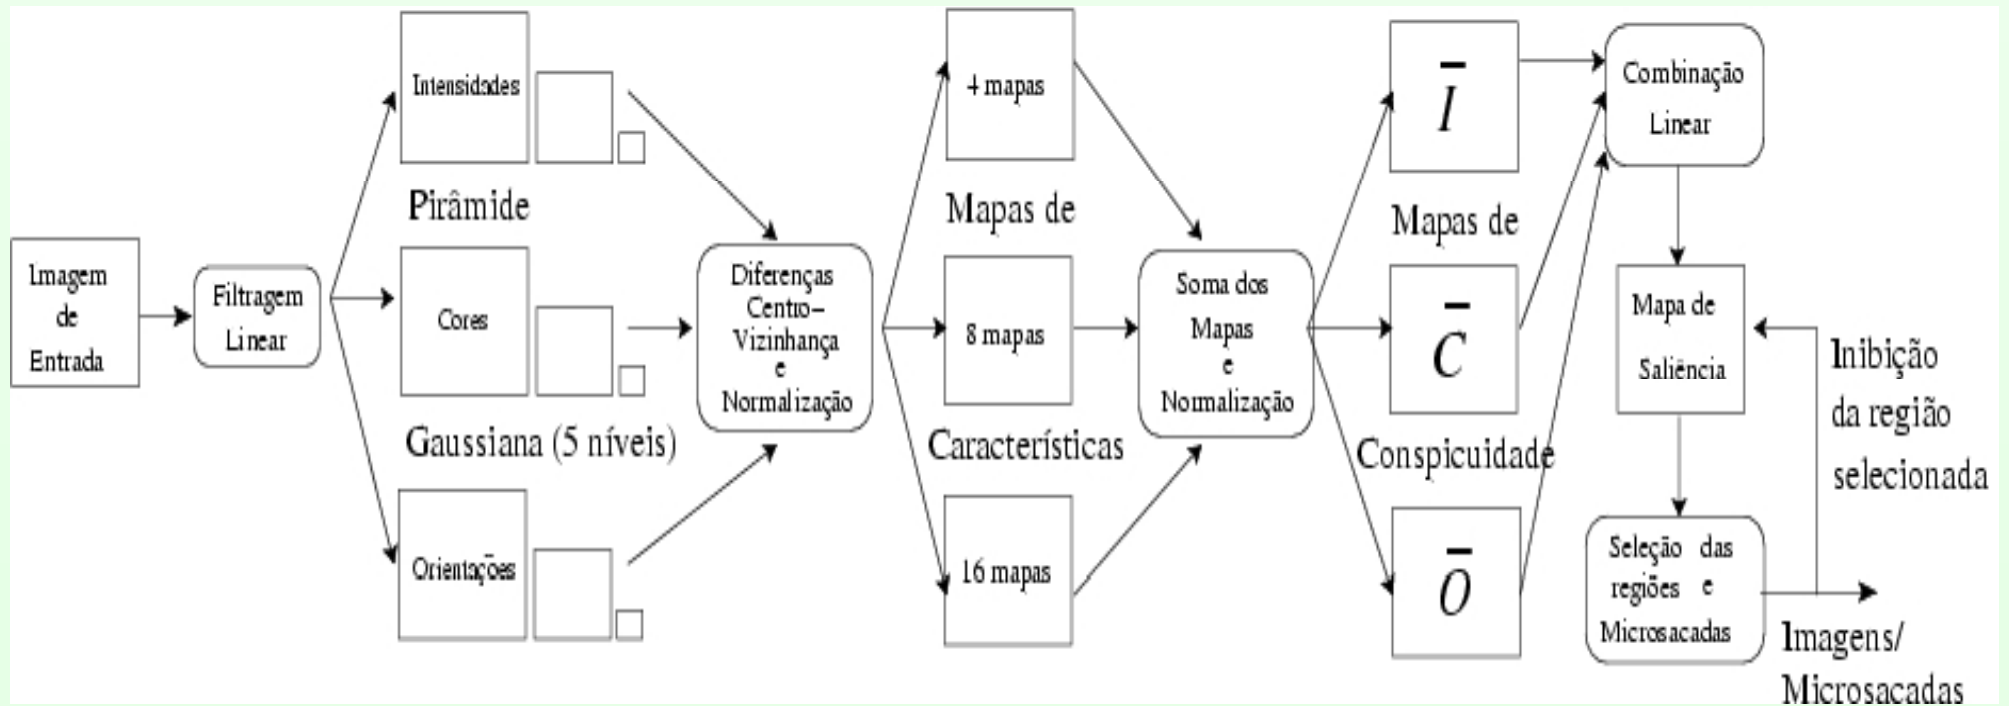 Imagem
de
Entrada
Filtragem
Linear
Intensidades
Pirâmide
Cores
Gaussiana (5 níveis)
Orientações
Diferenças
Centro-
Vizinhança
e
Normalização
4 mapas
Mapas de
8 mapas
Características
16 mapas
Soma dos
Mapas
e
Normalização
I
Mapas de
C
Conspicuidade
O
Combinação
Linear
Mapa de
Saliência
Inibição
da região
selecionada
Seleção das
regiões e
Microsacadas
Imagens/
Microsacadas